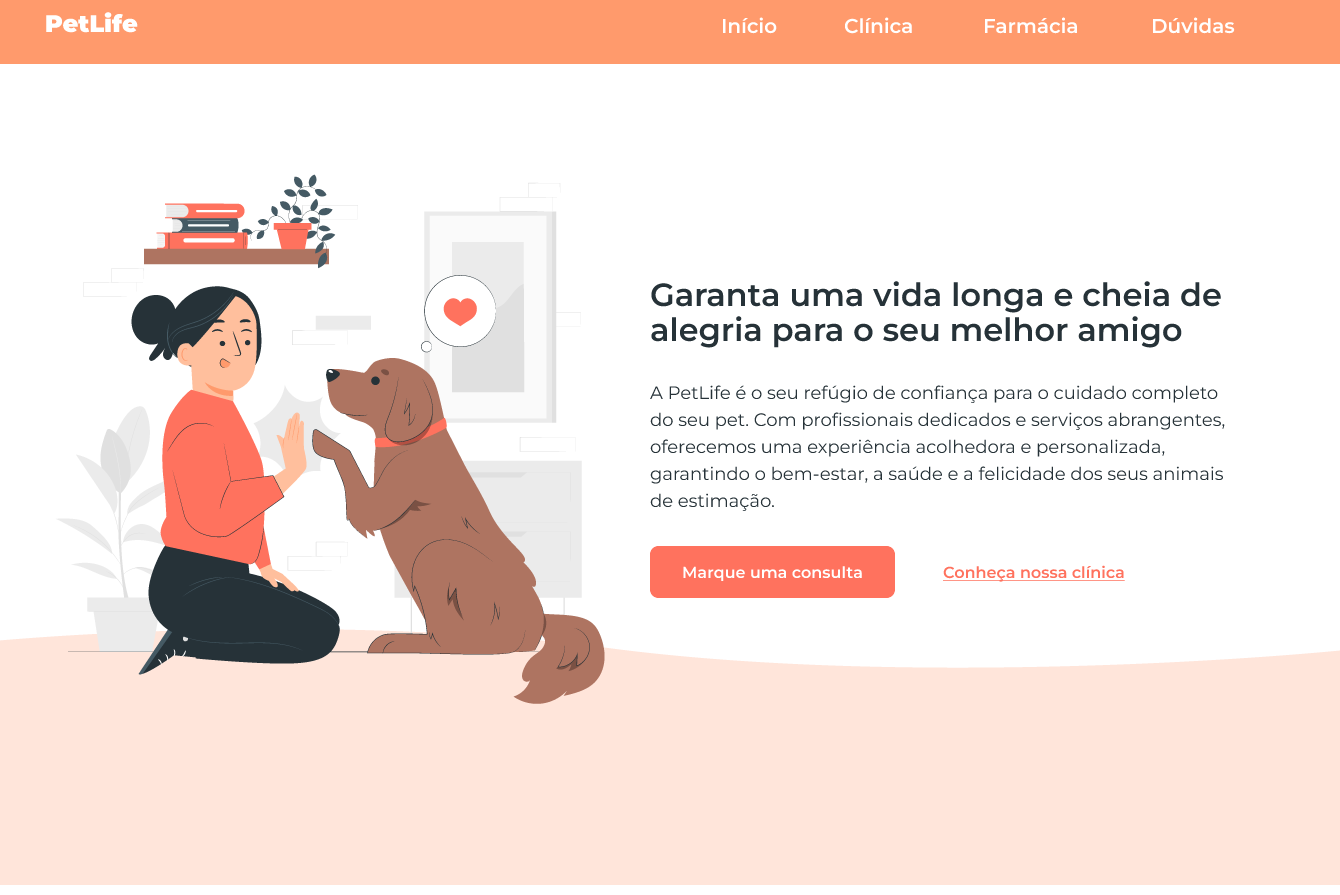 PetLife
Início
Clínica
Farmácia
Dúvidas
Garanta uma vida longa e cheia de
alegria para o seu melhor amigo
A PetLife é o seu refúgio de confiança para o cuidado completo
do seu pet. Com profissionais dedicados e serviços abrangentes,
oferecemos uma experiência acolhedora e personalizada,
garantindo o bem-estar, a saúde e a felicidade dos seus animais
de estimação.
Marque uma consulta
Conheça nossa clínica